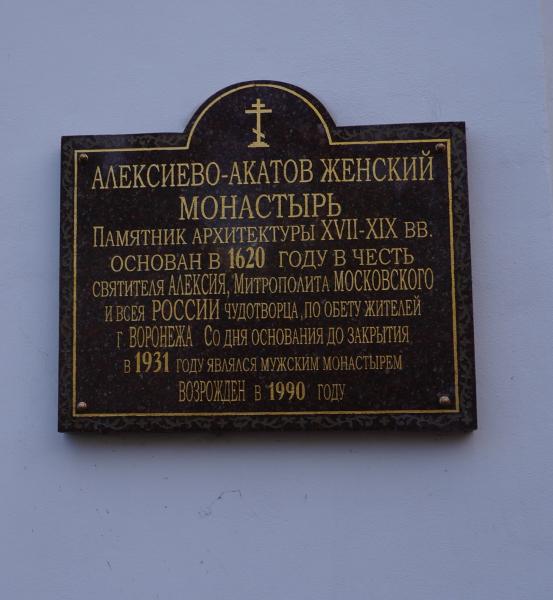 АЛЕКСИЕВО-АКАТОВ ЖЕНСКИЙ
МОНАСТЫРЬ
ПАМЯТНИК АРХИТЕКТУРЫ XVII-XIX ВВ.
ОСНОВАН В 1620 ГОДУ В ЧЕСТЬ
СВЯТИТЕЛЯ АЛЕКСИЯ, МИТРОПОЛИТА МОСКОВСКОГО
И ВСЕЯ РОССИИ ЧУДОТВОРЦА, ПО ОБЕТУ ЖИТЕЛЕЙ
Г. ВОРОНЕЖА СО ДНЯ ОСНОВАНИЯ ДО ЗАКРЫТИЯ
В 1931 ГОДУ ЯВЛЯЛСЯ МУЖСКИМ МОНАСТЫРЕМ
ВОЗРОЖДЕН В 1990 ГОДУ